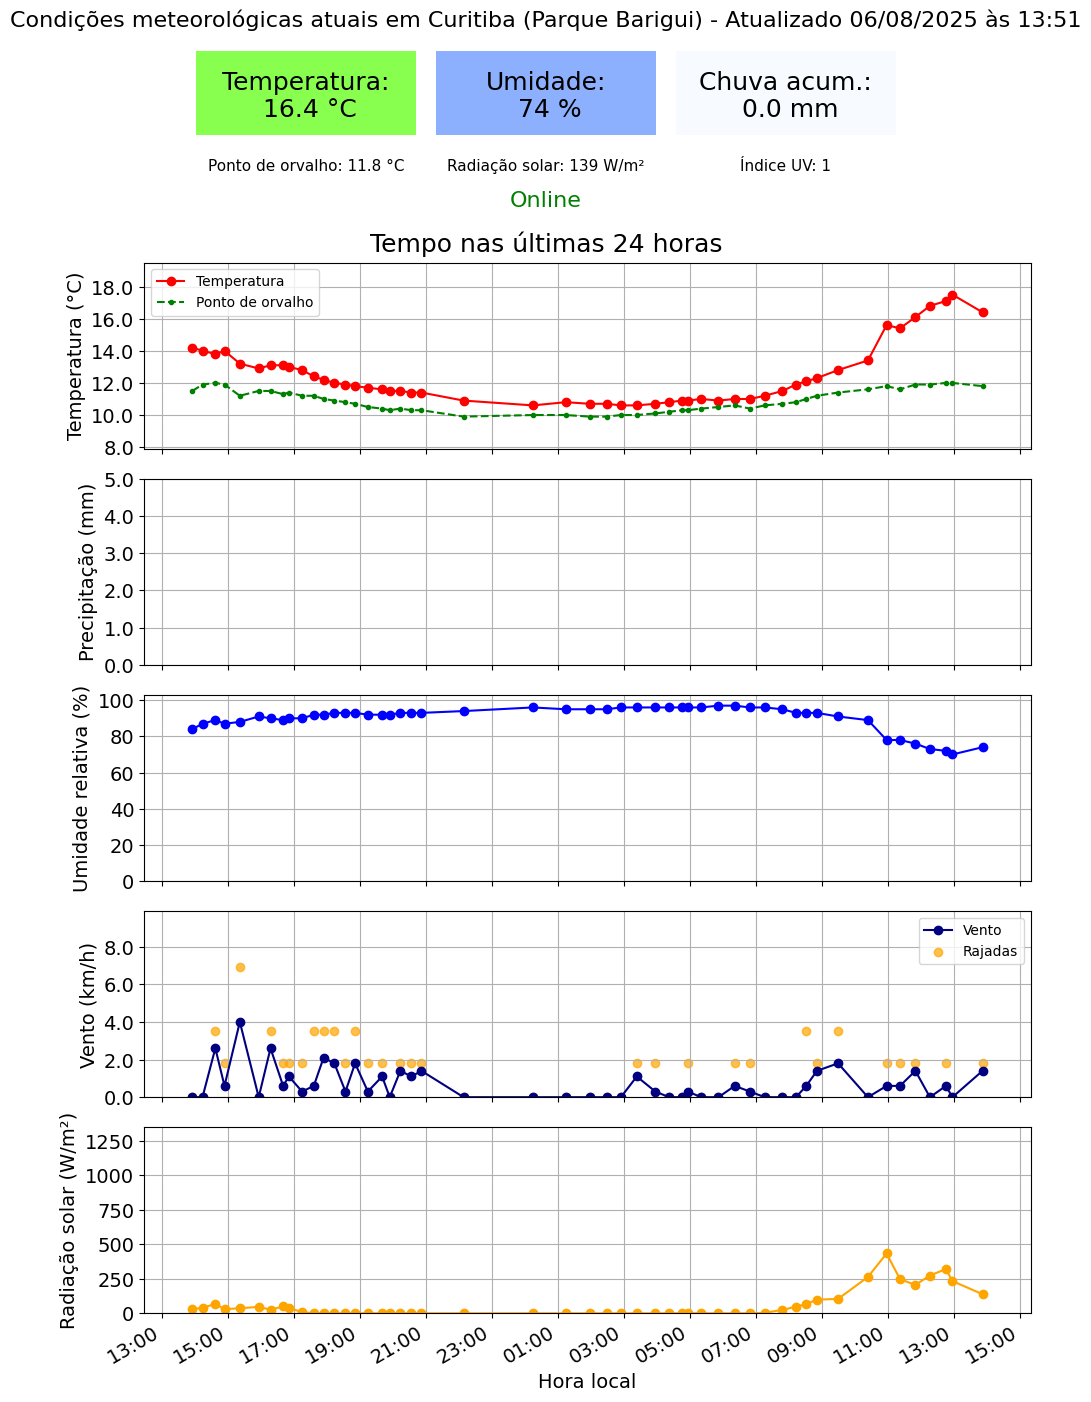 Condições meteorológicas atuais em Curitiba (Parque Barigui) - Atualizado 06/08/2025 às 13:51
Temperatura:
16.4 °C
Umidade:
74 %
Chuva acum.:
0.0 mm
Ponto de orvalho: 11.8 °C
Radiação solar: 139 W/m²
Índice UV: 1
Online
Tempo nas últimas 24 horas
Temperatura (°C)
18.0
16.0
14.0
12.0
10.0
8.0
Temperatura
Ponto de orvalho
Precipitação (mm)
5.0
4.0
3.0
2.0
1.0
0.0
Umidade relativa (%)
100
80
60
40
20
0
Vento (km/h)
8.0
6.0
4.0
2.0
0.0
Vento
Rajadas
Radiação solar (W/m²)
1250
1000
750
500
250
0
13:00
15:00
17:00
19:00
21:00
23:00
01:00
03:00
05:00
07:00
09:00
11:00
13:00
15:00
Hora local